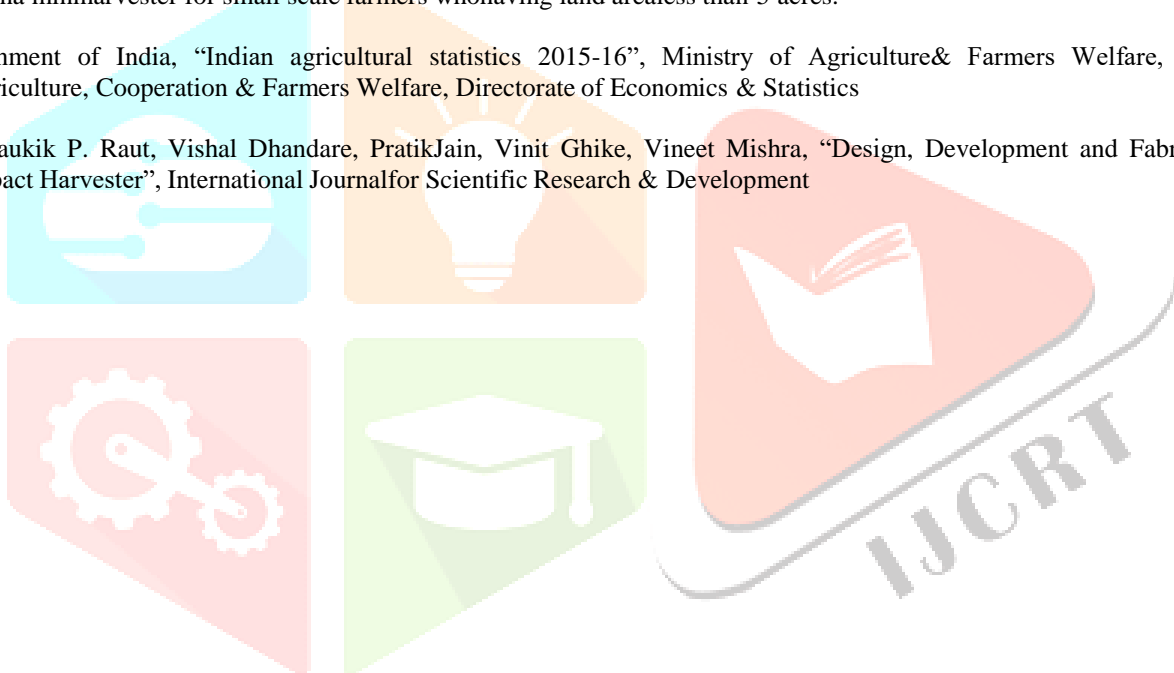 na miniharvester for small scale farmers whohaving land arealess than 5 acres.
nment of India, “Indian agricultural statistics 2015-16”, Ministry of Agriculture& Farmers Welfare,
riculture, Cooperation & Farmers Welfare, Directorate of Economics & Statistics
aukik P. Raut, Vishal Dhandare, PratikJain, Vinit Ghike, Vineet Mishra, “Design, Development and Fabr
pact Harvester”, International Journalfor Scientific Research & Development
IJCRT